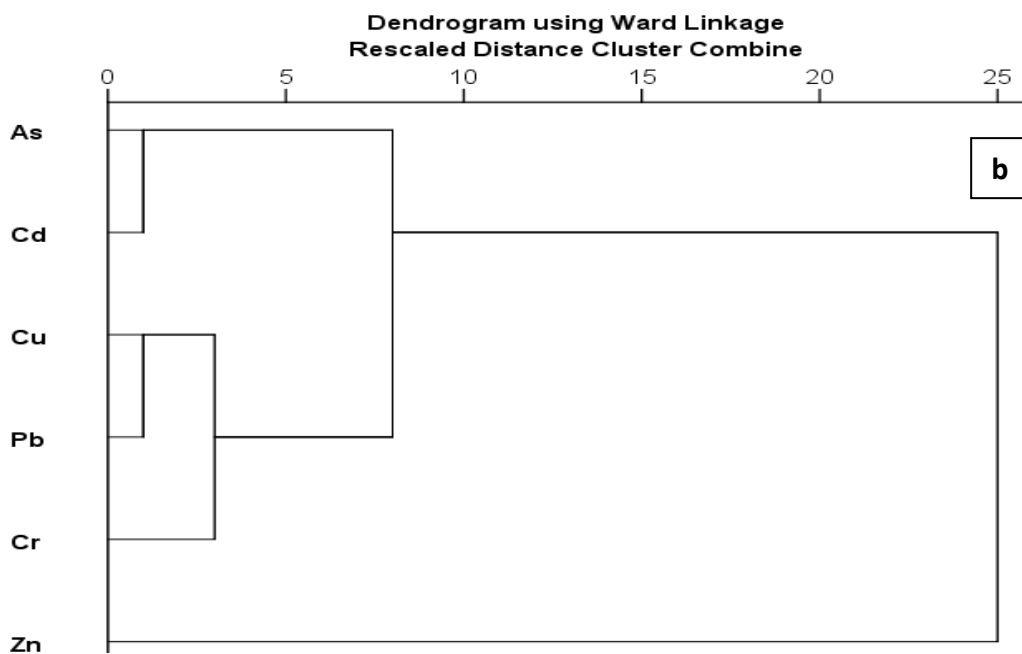 Dendrogram using Ward Linkage
Rescaled Distance Cluster Combine
0 5 10 15 20 25
As
b
Cd
Cu
Pb
Cr
Zn